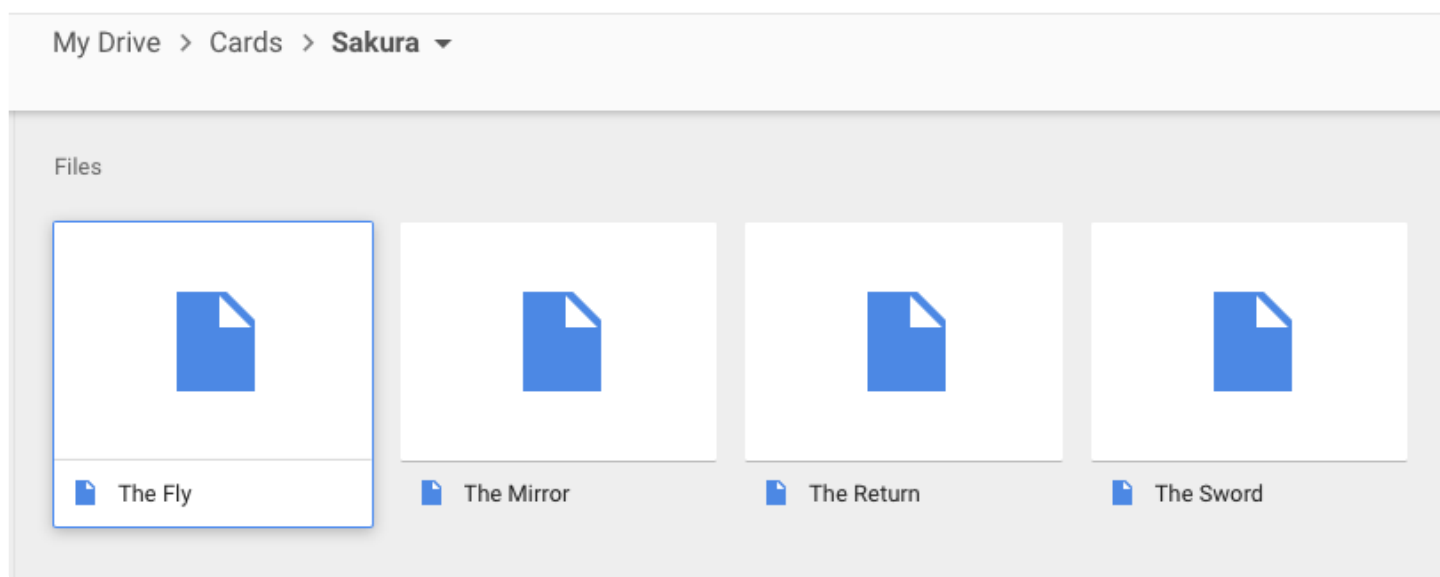 My Drive > Cards > Sakura
Files
The Fly
The Mirror
The Return
The Sword